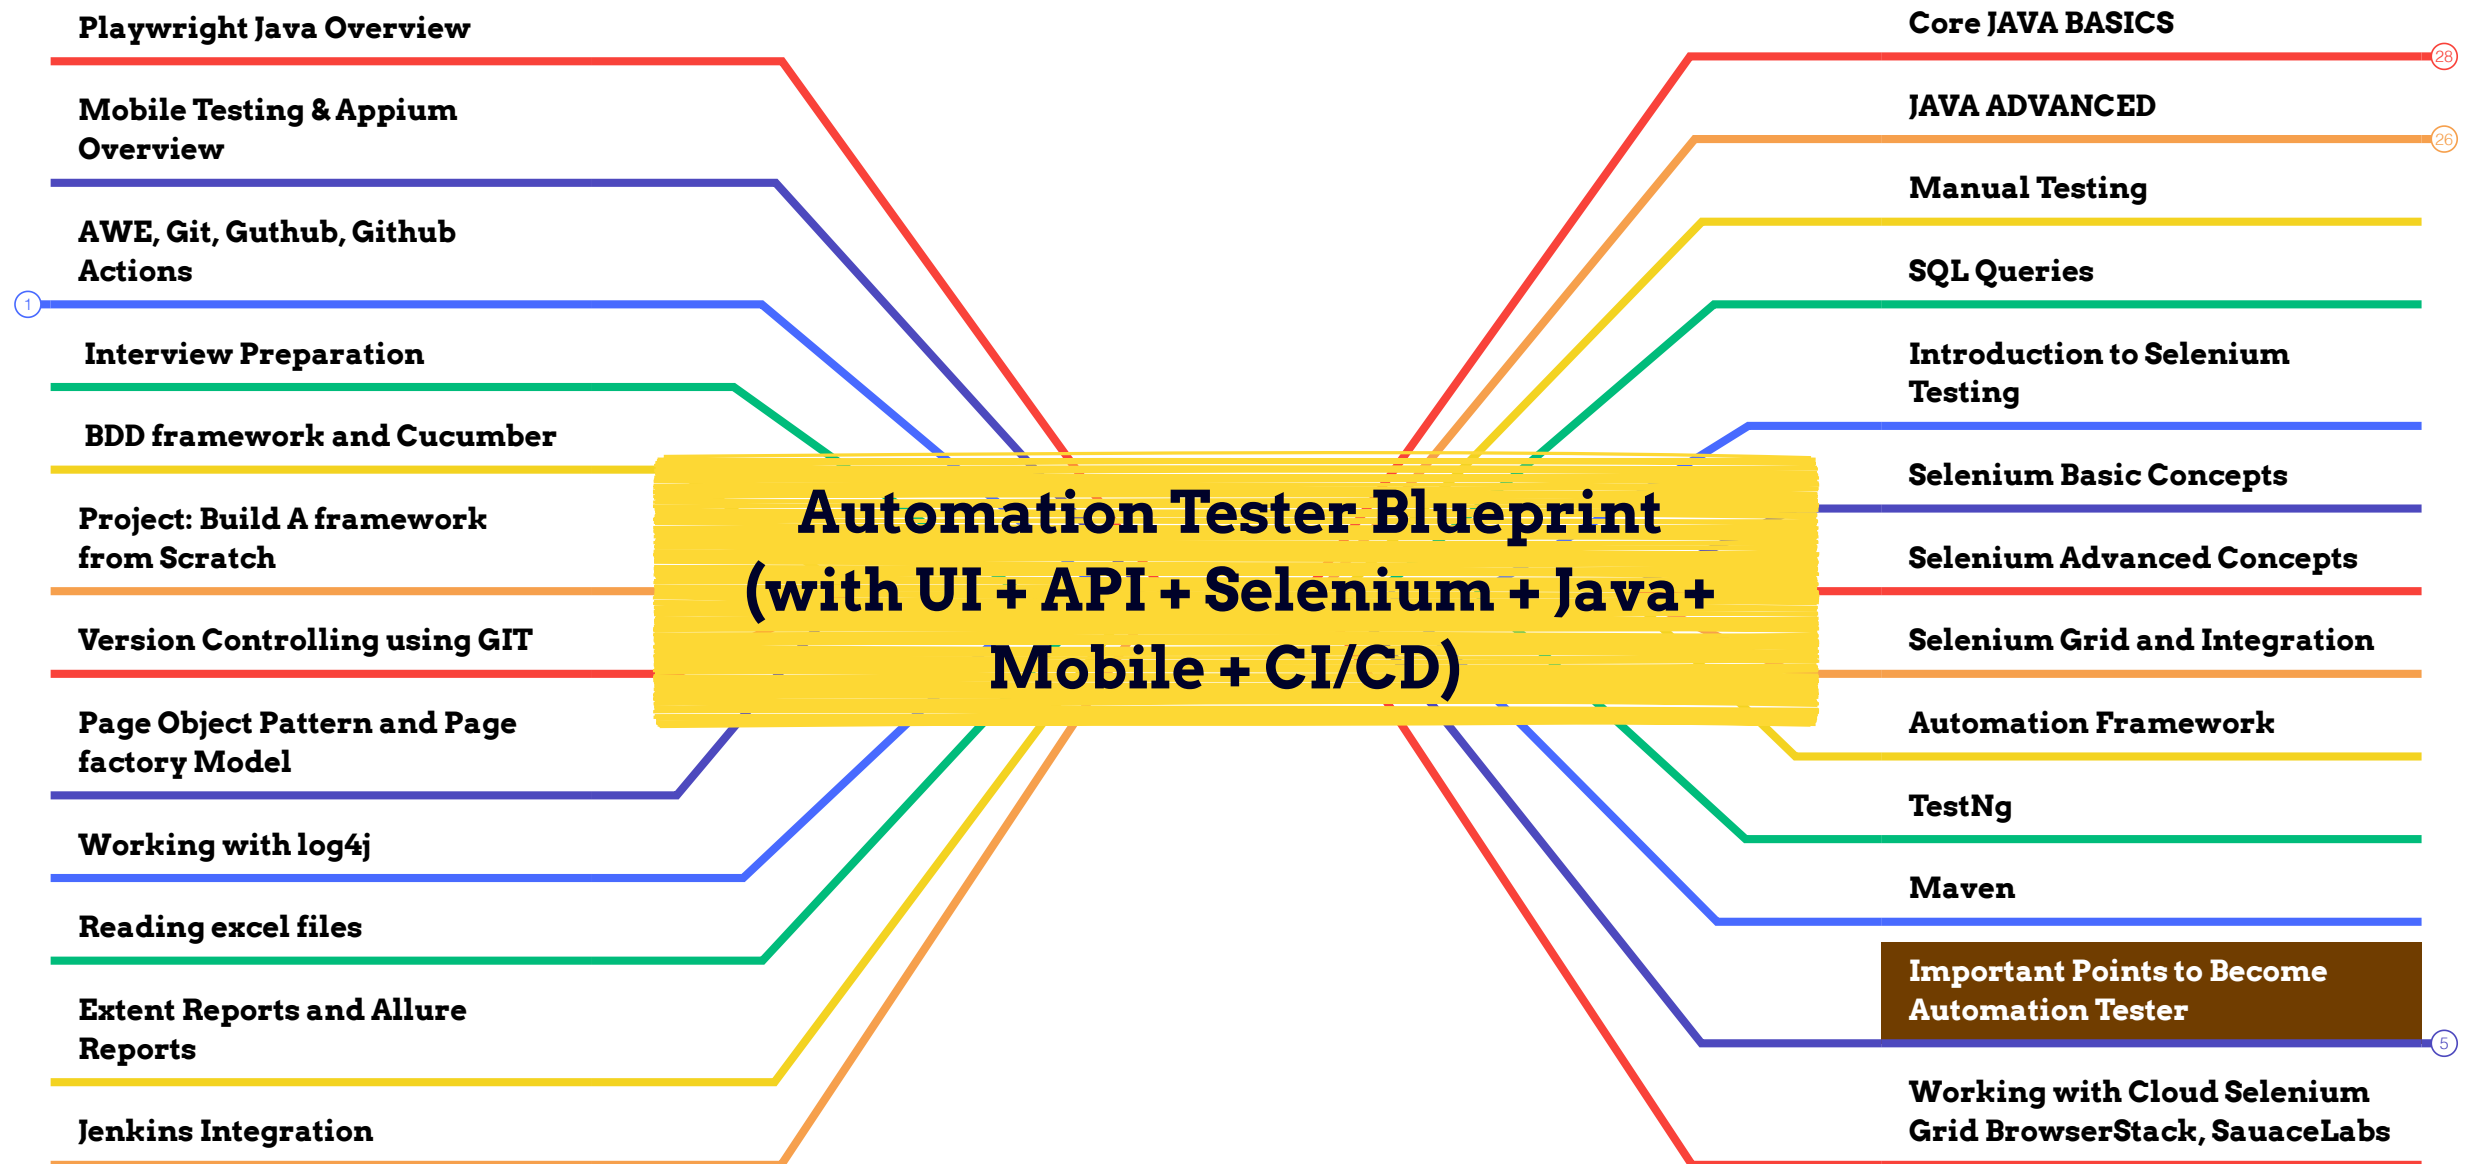 Playwright Java Overview
Mobile Testing & Appium
Overview
AWE, Git, Guthub, Github
Actions
1
Interview Preparation
BDD framework and Cucumber
Project: Build A framework
from Scratch
Version Controlling using GIT
Page Object Pattern and Page
factory Model
Working with log4j
Reading excel files
Extent Reports and Allure
Reports
Jenkins Integration
Automation Tester Blueprint
(with UI + API + Selenium + Java+
Mobile + CI/CD)
Core JAVA BASICS
28
JAVA ADVANCED
26
Manual Testing
SQL Queries
Introduction to Selenium
Testing
Selenium Basic Concepts
Selenium Advanced Concepts
Selenium Grid and Integration
Automation Framework
TestNg
Maven
Important Points to Become
Automation Tester
5
Working with Cloud Selenium
Grid BrowserStack, SauaceLabs